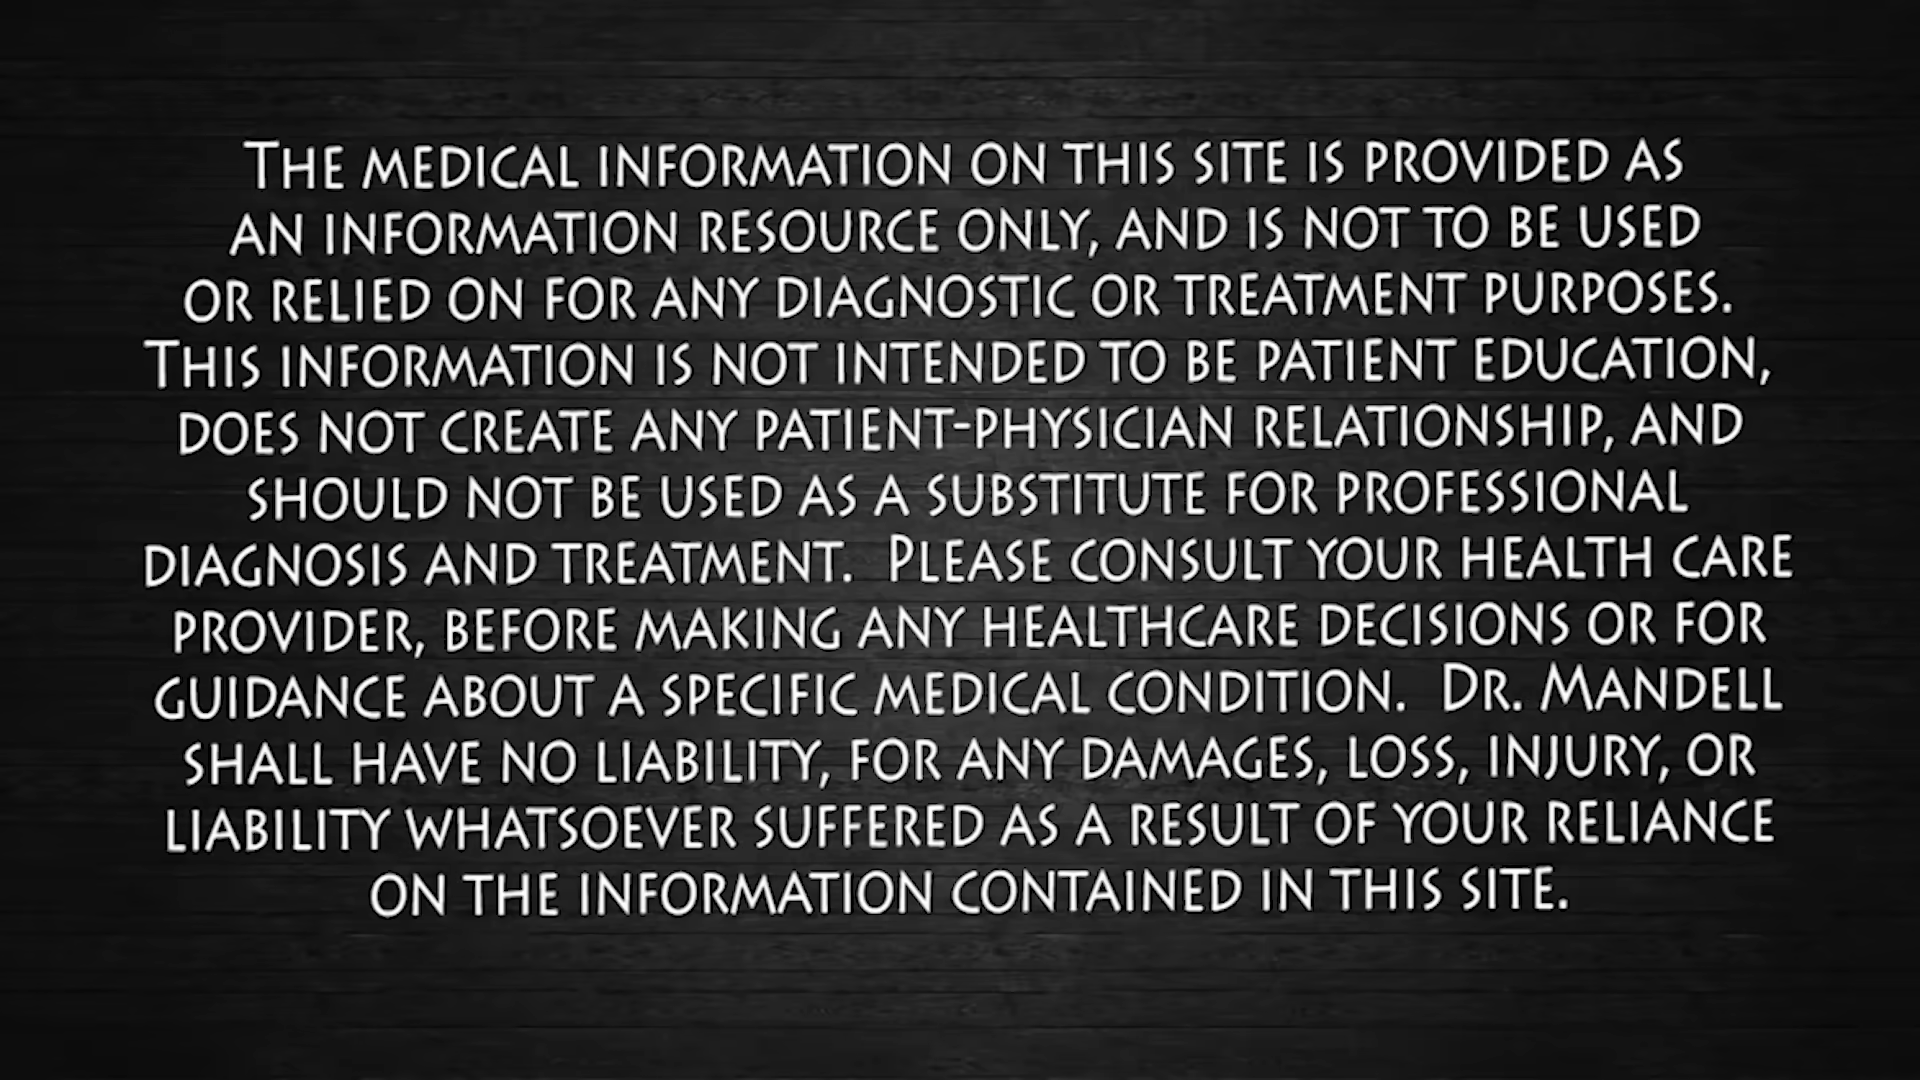 The medical information on this site is provided as
an information resource only, and is not to be used
or relied on for any diagnostic or treatment purposes.
This information is not intended to be patient education,
does not create any patient-physician relationship, and
should not be used as a substitute for professional
diagnosis and treatment.  Please consult your health care
provider, before making any healthcare decisions or for
guidance about a specific medical condition.  Dr. Mandell
shall have no liability, for any damages, loss, injury, or
liability whatsoever suffered as a result of your reliance
on the information contained in this site.